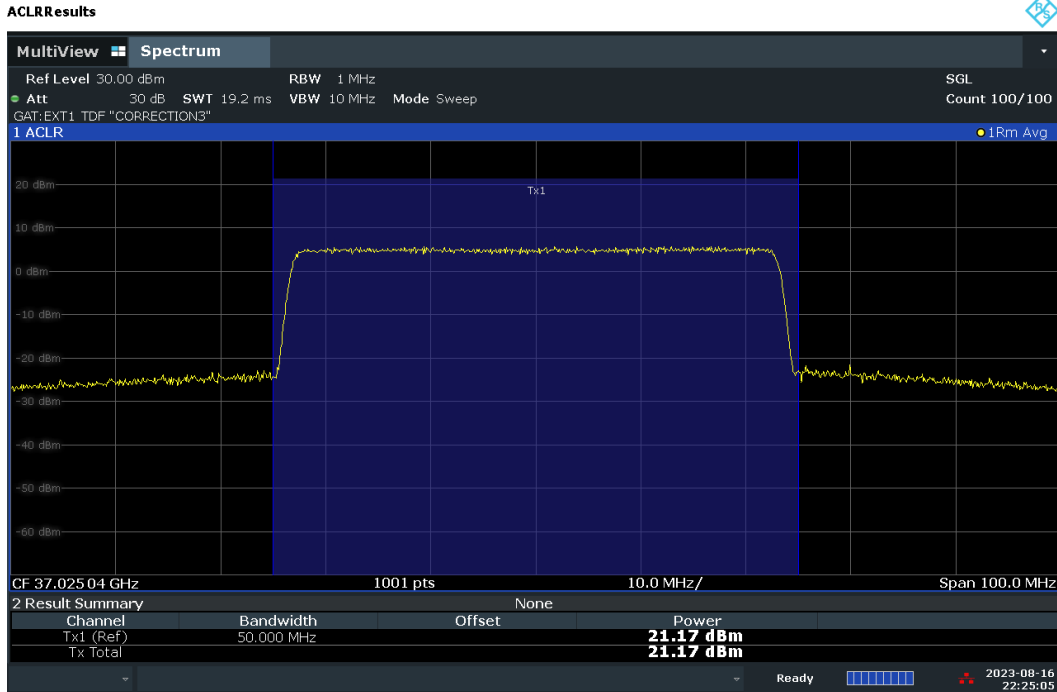 ACLRResults
R&S
MultiView Spectrum
Ref Level 30.00 dBm RBW 1 MHz SGL
Att 30 dB SWT 19.2 ms VBW 10 MHz Mode Sweep Count 100/100
GAT:EXT1 TDF "CORRECTION3"
1 ACLR 1Rm Avg
20 dBm
Tx1
10 dBm
0 dBm
-10 dBm
-20 dBm
-30 dBm
-40 dBm
-50 dBm
-60 dBm
CF 37.02504 GHz 1001 pts 10.0 MHz/ Span 100.0 MHz
2 Result Summary None
Channel Bandwidth Offset Power
Tx1 (Ref) 50.000 MHz 21.17 dBm
Tx Total 21.17 dBm
Ready 2023-08-16
22:25:05